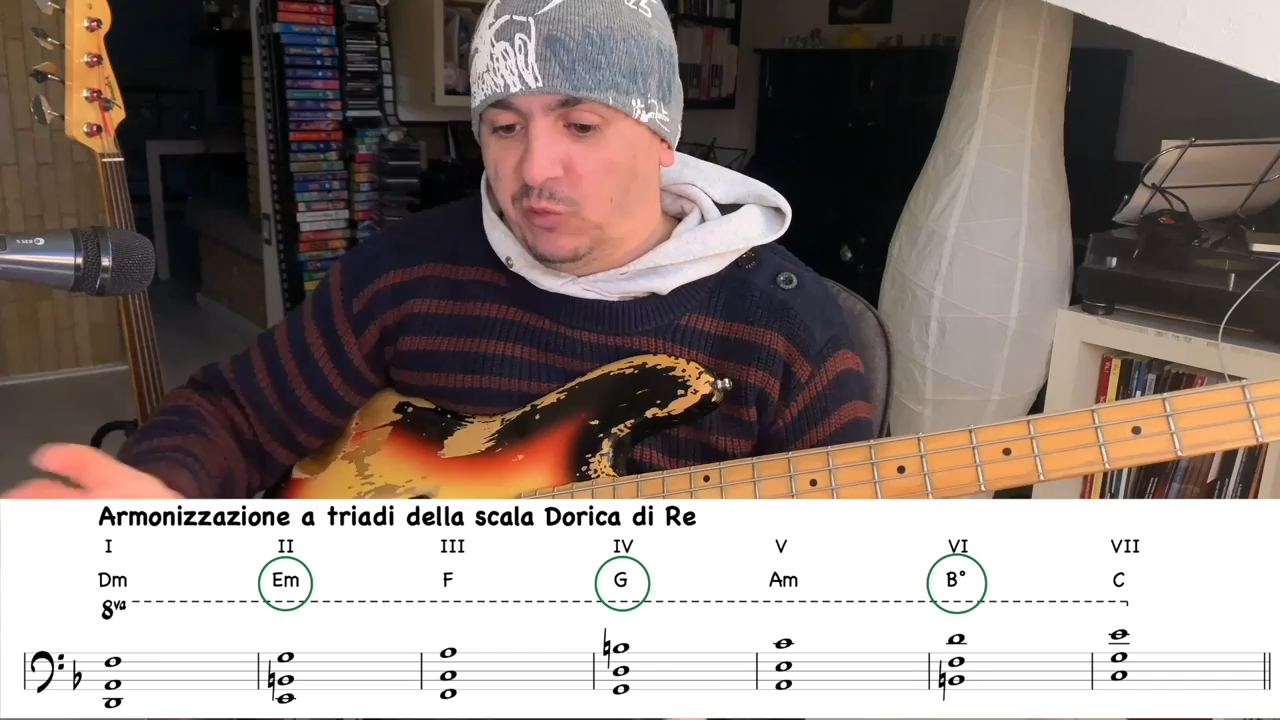 Armonizzazione a triadi della scala Dorica di Re
I II III IV V VI VII
Dm Em F G Am B° C
8va